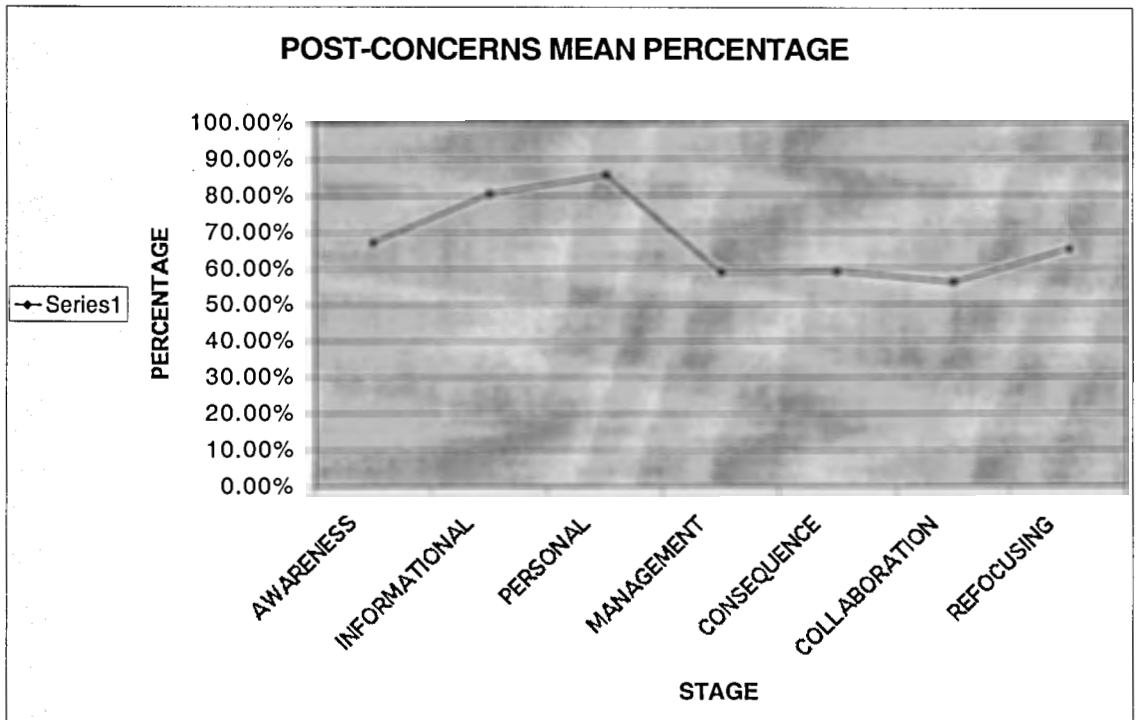 POST-CONCERNS MEAN PERCENTAGE
100.00%
90.00%
80.00%
70.00%
60.00%
50.00%
40.00%
30.00%
20.00%
10.00%
0.00%
PERCENTAGE
Series1
AWARENESS
INFORMATIONAL
PERSONAL
MANAGEMENT
CONSEQUENCE
COLLABORATION
REFOCUSING
STAGE